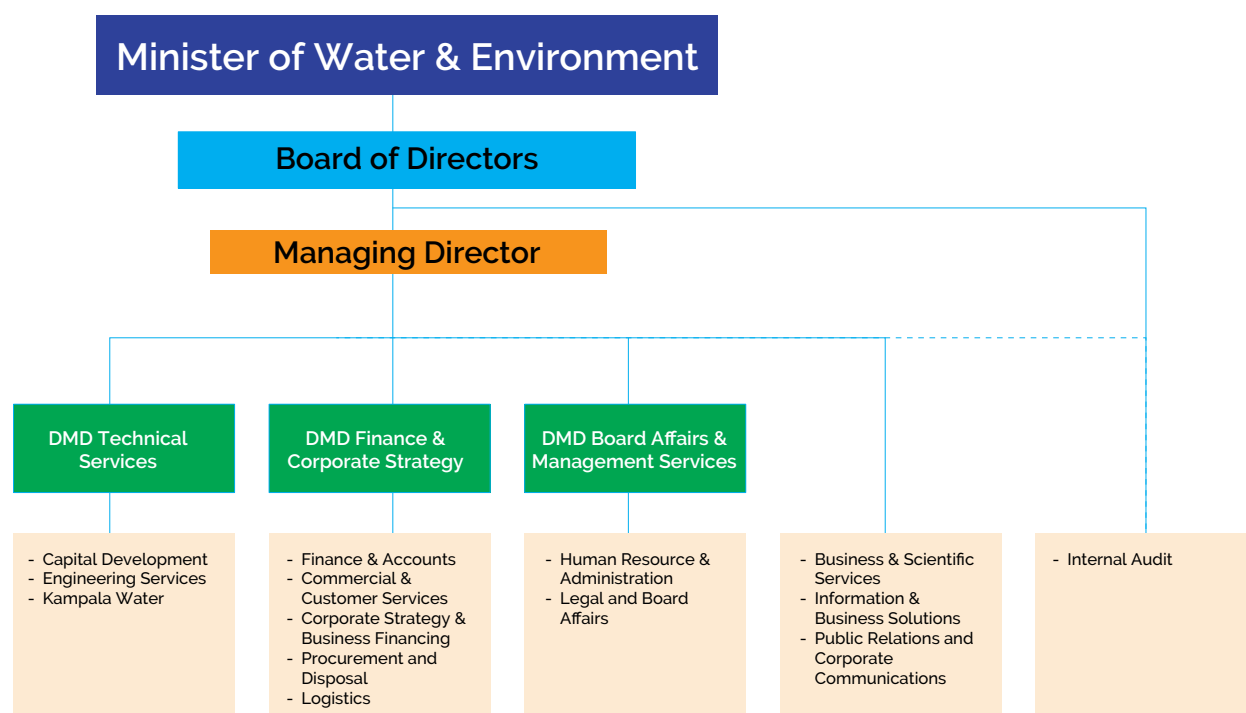 Minister of Water & Environment
Board of Directors
Managing Director
DMD Technical
Services
DMD Finance &
Corporate Strategy
DMD Board Affairs &
Management Services
- Capital Development
- Engineering Services
- Kampala Water
- Finance & Accounts
- Commercial &
Customer Services
- Corporate Strategy &
Business Financing
- Procurement and
Disposal
- Logistics
- Human Resource &
Administration
- Legal and Board
Affairs
- Business & Scientific
Services
- Information &
Business Solutions
- Public Relations and
Corporate
Communications
- Internal Audit